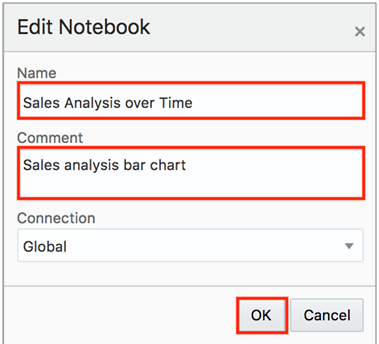 Edit Notebook
×
Name
Sales Analysis over Time
Comment
Sales analysis bar chart
Connection
Global
OK Cancel